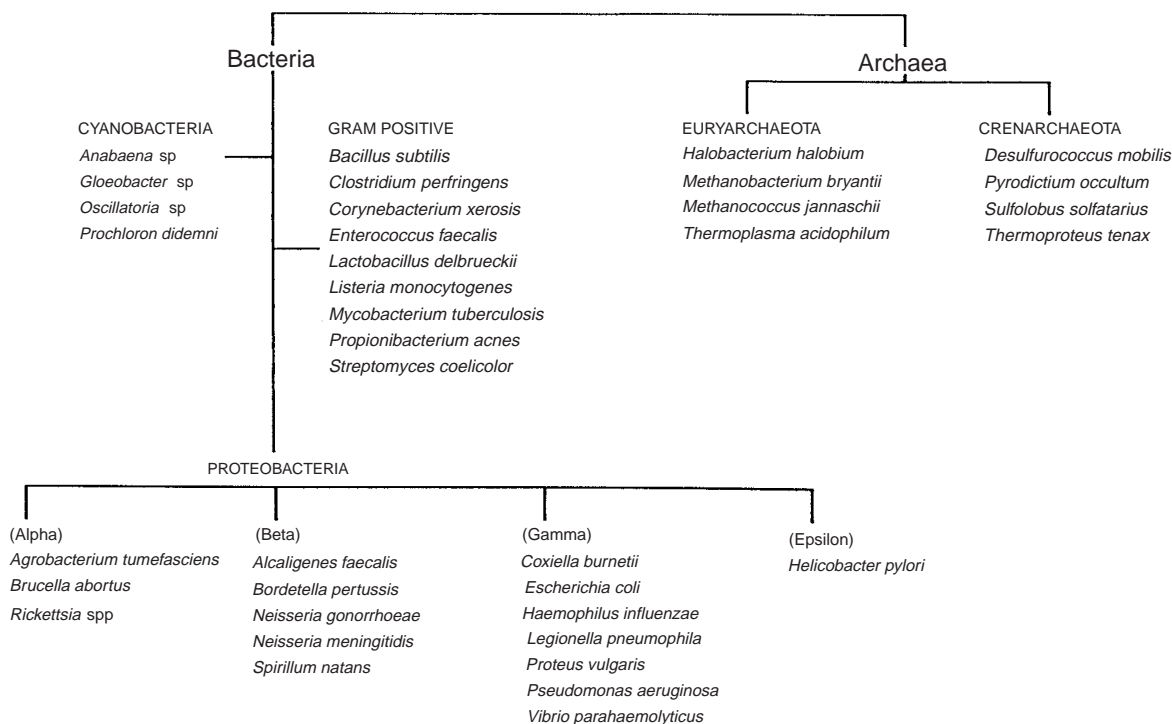 Bacteria
Archaea
CYANOBACTERIA
Anabaena sp
Gloeobacter sp
Oscillatoria sp
Prochloron didemni
GRAM POSITIVE
Bacillus subtilis
Clostridium perfringens
Corynebacterium xerosis
Enterococcus faecalis
Lactobacillus delbrueckii
Listeria monocytogenes
Mycobacterium tuberculosis
Propionibacterium acnes
Streptomyces coelicolor
EURYARCHAEOTA
Halobacterium halobium
Methanobacterium bryantii
Methanococcus jannaschii
Thermoplasma acidophilum
CRENARCHAEOTA
Desulfurococcus mobilis
Pyrodictium occultum
Sulfolobus solfatarius
Thermoproteus tenax
PROTEOBACTERIA
(Alpha)
Agrobacterium tumefasciens
Brucella abortus
Rickettsia spp
(Beta)
Alcaligenes faecalis
Bordetella pertussis
Neisseria gonorrhoeae
Neisseria meningitidis
Spirillum natans
(Gamma)
Coxiella burnetii
Escherichia coli
Haemophilus influenzae
Legionella pneumophila
Proteus vulgaris
Pseudomonas aeruginosa
Vibrio parahaemolyticus
(Epsilon)
Helicobacter pylori